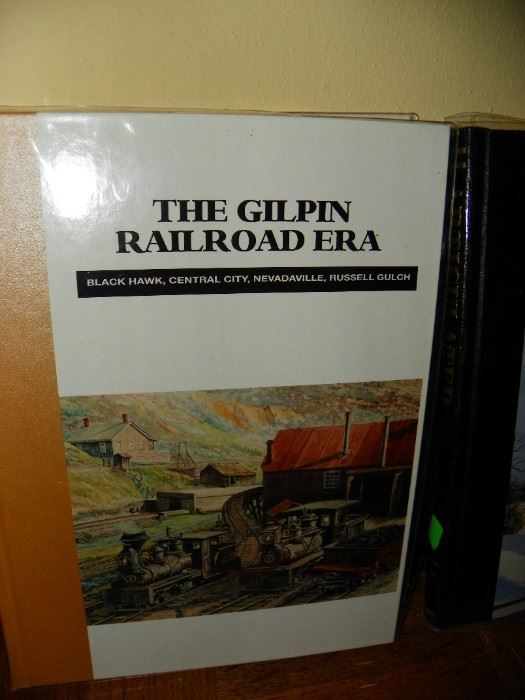 THE GILPIN
RAILROAD ERA
BLACK HAWK, CENTRAL CITY, NEVADAVILLE, RUSSELL GULCH